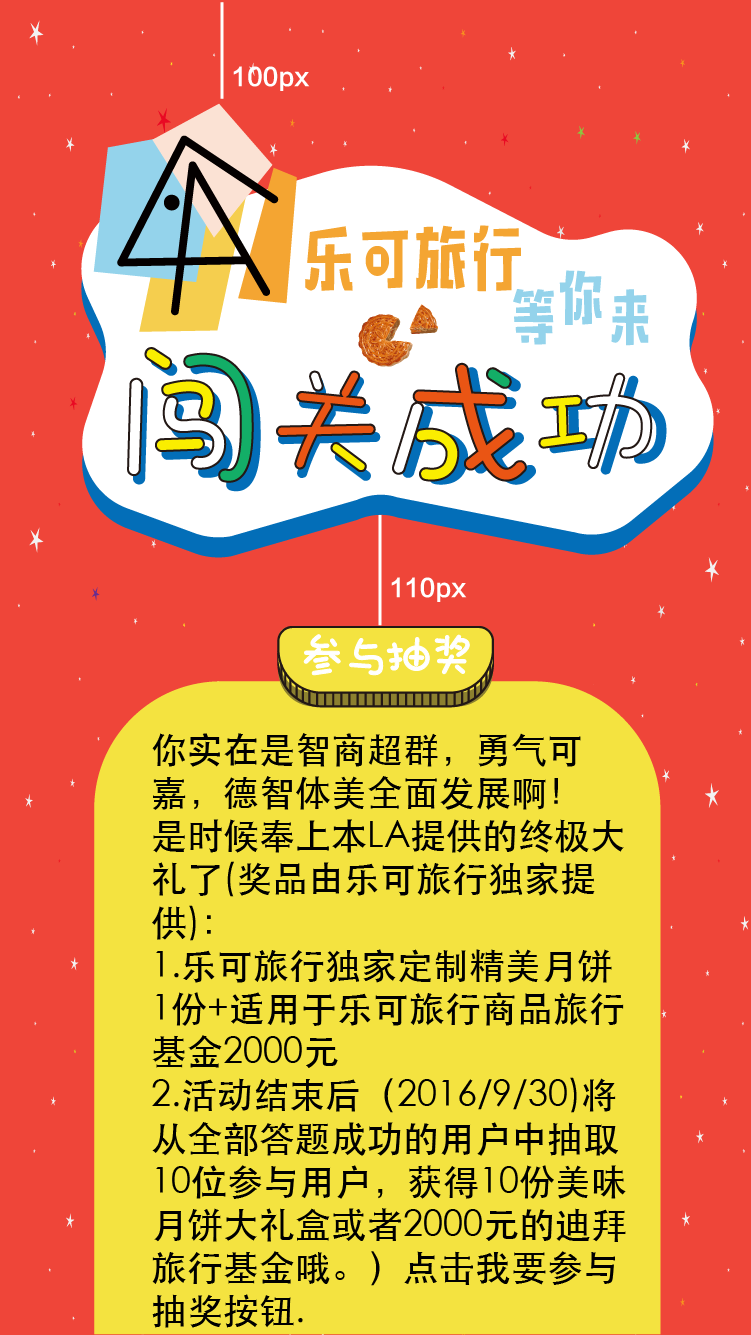 100px
乐可旅行
等你来
闯关成功
110px
参与抽奖
你实在是智商超群，勇气可
嘉，德智体美全面发展啊！
是时候奉上本LA提供的终极大
礼了(奖品由乐可旅行独家提
供)：
1.乐可旅行独家定制精美月饼
1份+适用于乐可旅行商品旅行
基金2000元
2.活动结束后（2016/9/30)将
从全部答题成功的用户中抽取
10位参与用户，获得10份美味
月饼大礼盒或者2000元的迪拜
旅行基金哦。）点击我要参与
抽奖按钮.